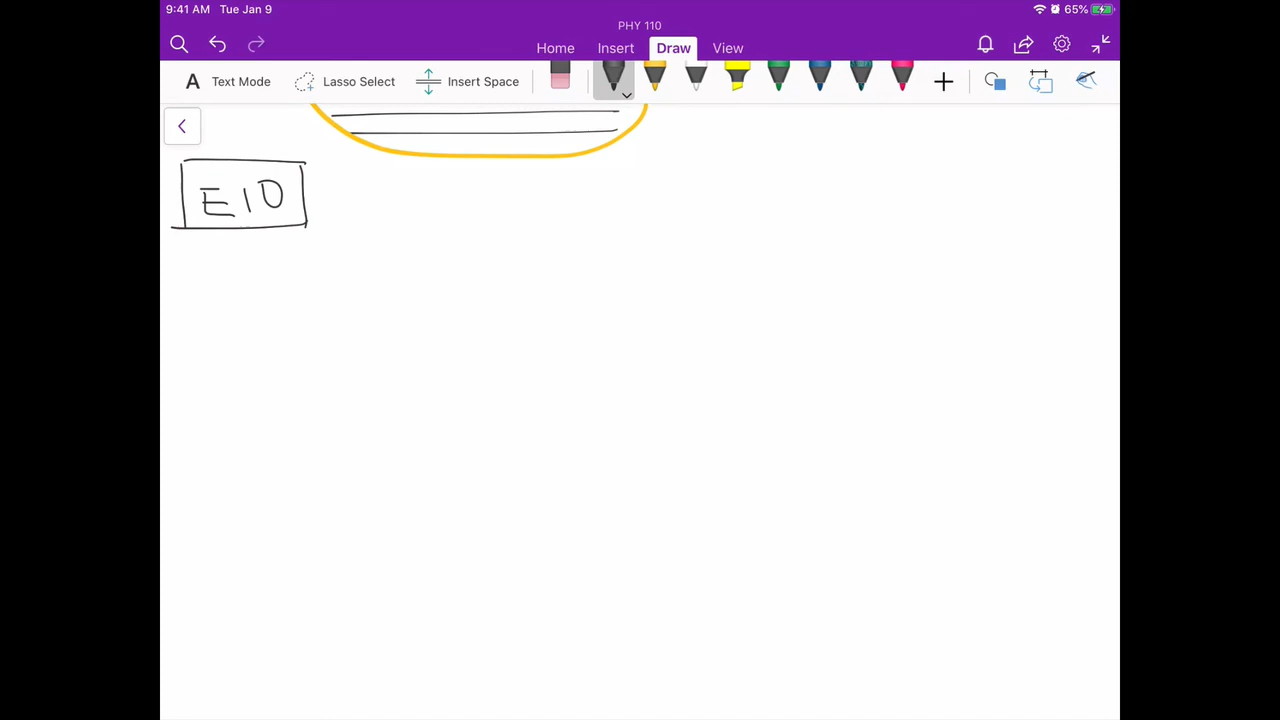 9:41 AM Tue Jan 9 65%
PHY 110
Home Insert Draw View
A Text Mode Lasso Select Insert Space
E10